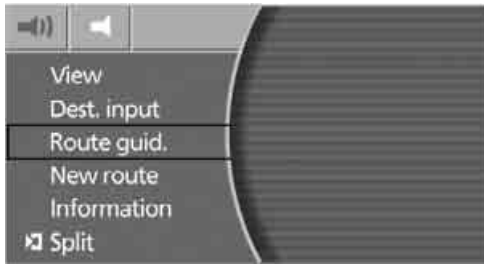 View
Dest. input
Route guid.
New route
Information
Split